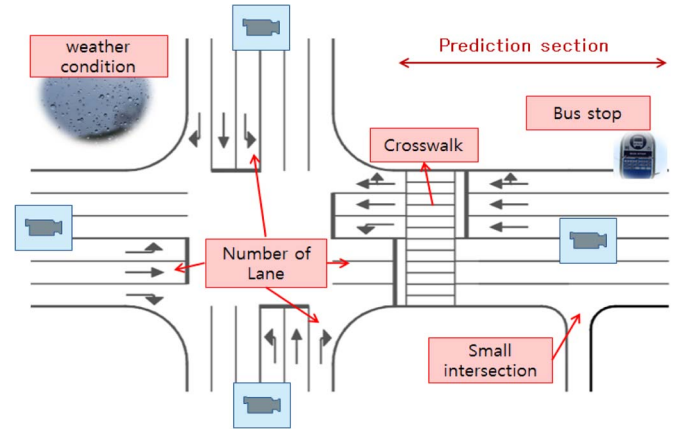 weather
condition
Prediction section
Bus stop
Crosswalk
Number of
Lane
Small
intersection